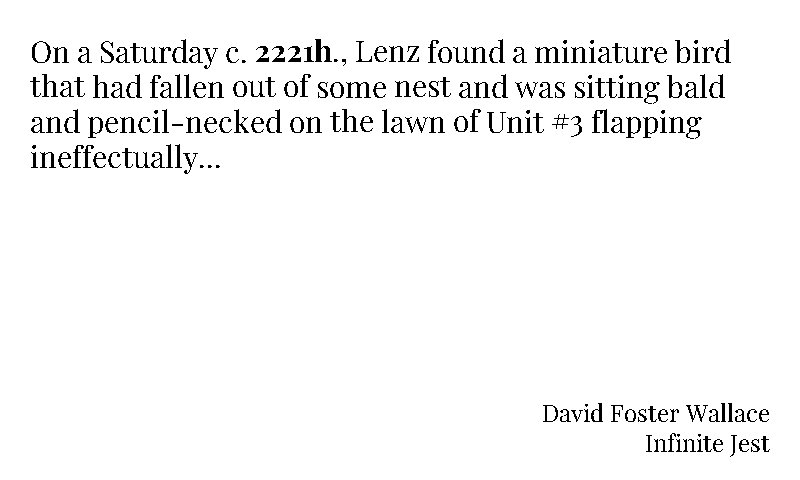 On a Saturday c. 2221h., Lenz found a miniature bird
that had fallen out of some nest and was sitting bald
and pencil-necked on the lawn of Unit #3 flapping
ineffectually...
David Foster Wallace
Infinite Jest